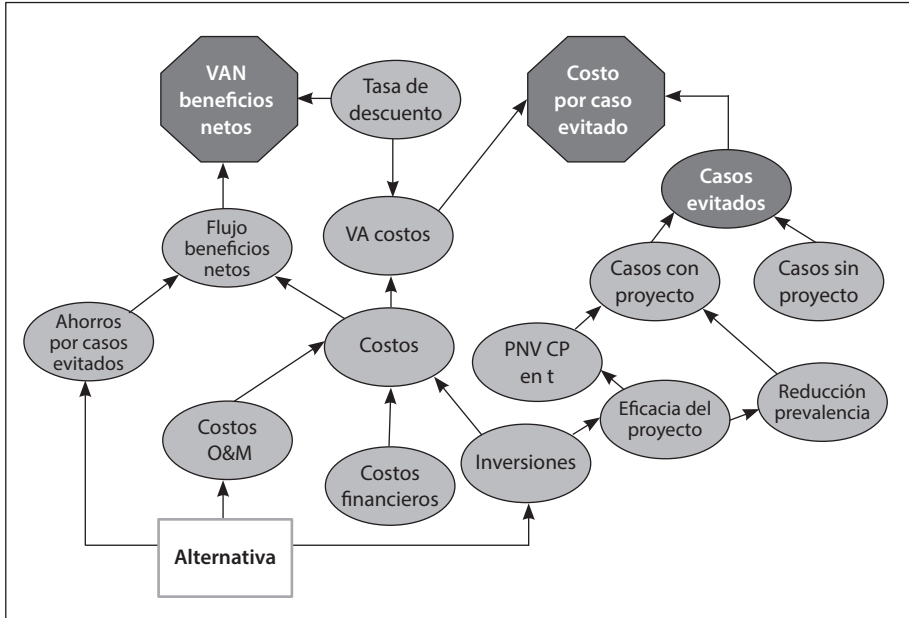 VAN
beneficios
netos
Tasa de
descuento
Costo
por caso
evitado
Casos
evitados
Flujo
beneficios
netos
VA costos
Casos con
proyecto
Casos sin
proyecto
Ahorros
por casos
evitados
Costos
PNV CP
en t
Eficacia del
proyecto
Reducción
prevalencia
Costos
O&M
Costos
financieros
Inversiones
Alternativa